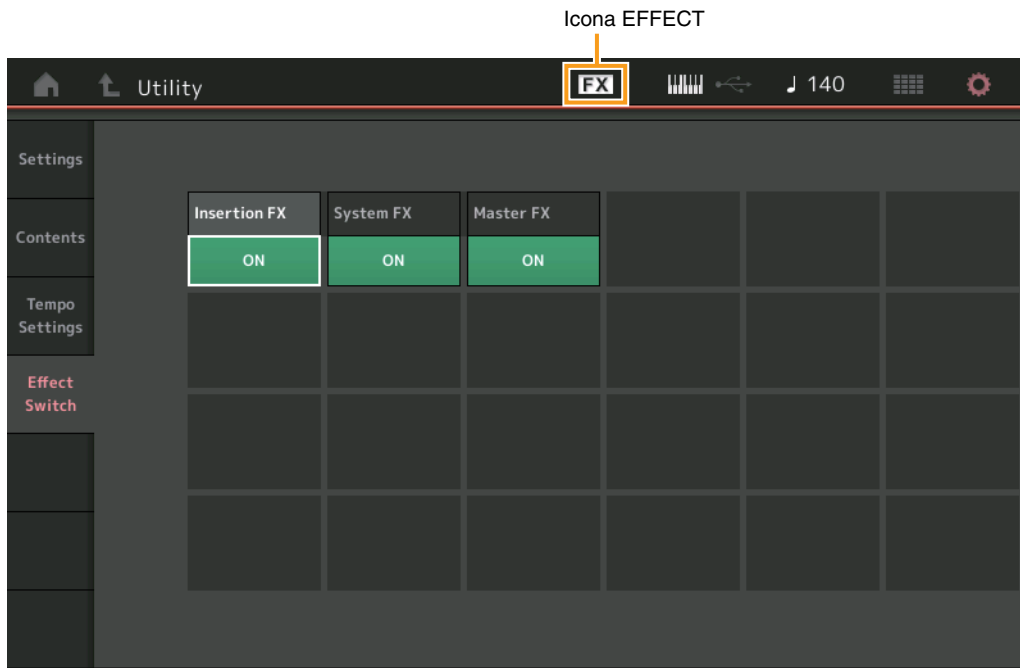 Icona EFFECT
Utility
FX
♩ 140
Settings
Contents
Tempo
Settings
Effect
Switch
Insertion FX
System FX
Master FX
ON
ON
ON